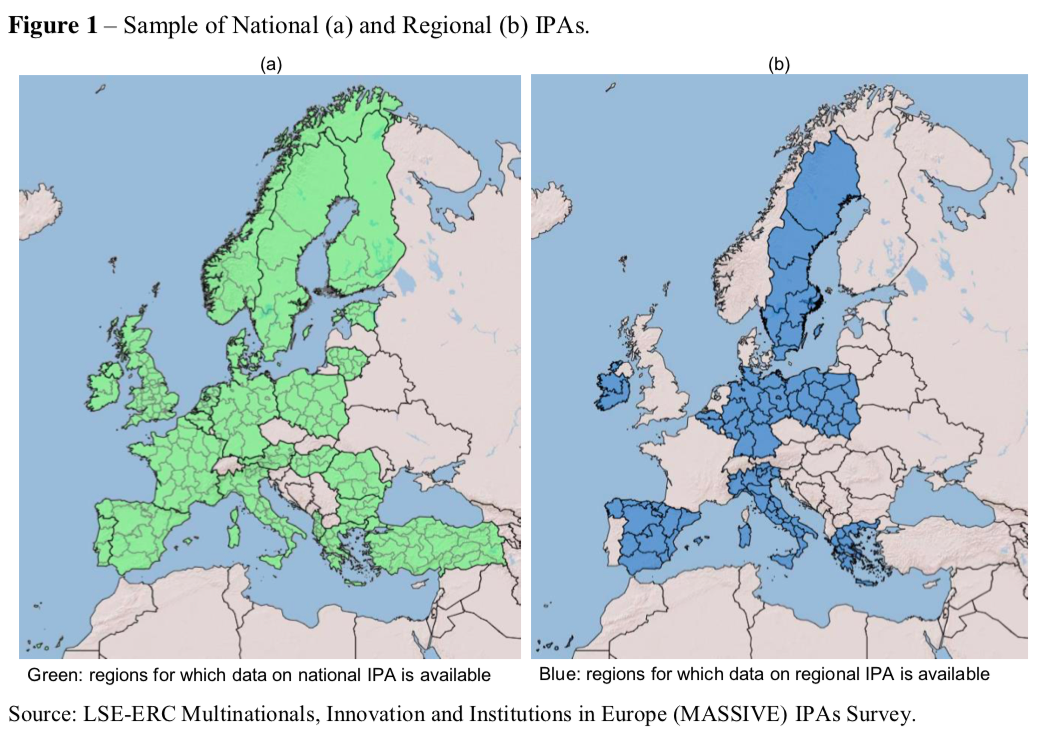 Figure 1 – Sample of National (a) and Regional (b) IPAs.
(a)
(b)
Green: regions for which data on national IPA is available
Blue: regions for which data on regional IPA is available
Source: LSE-ERC Multinationals, Innovation and Institutions in Europe (MASSIVE) IPAs Survey.